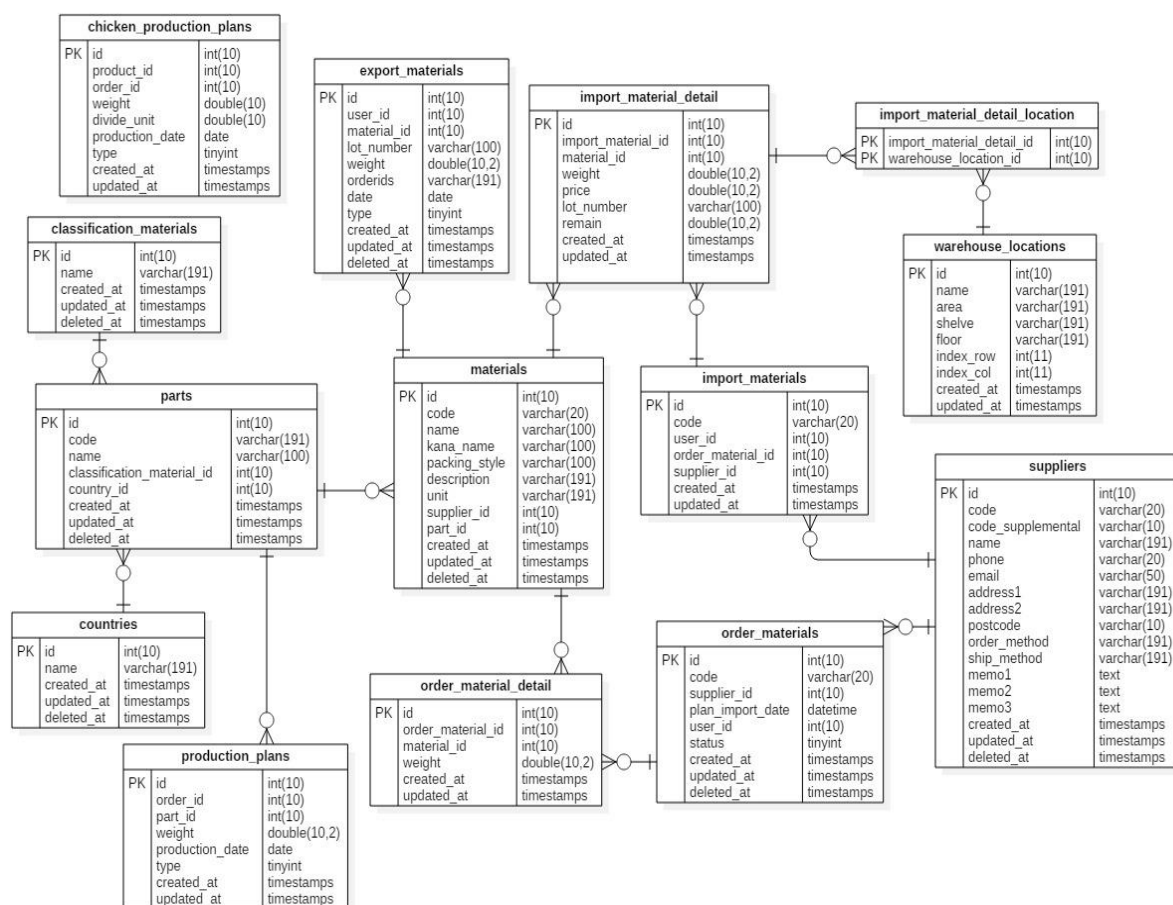 chicken_production_plans
PK id int(10)
product_id int(10)
order_id int(10)
weight double(10)
divide_unit double(10)
production_date date
type tinyint
created_at timestamps
updated_at timestamps
export_materials
PK id int(10)
user_id int(10)
material_id int(10)
lot_number varchar(100)
weight double(10,2)
orderids varchar(191)
date date
type tinyint
created_at timestamps
updated_at timestamps
deleted_at timestamps
import_material_detail
PK id int(10)
import_material_id int(10)
material_id int(10)
weight double(10,2)
price double(10,2)
lot_number varchar(100)
remain double(10,2)
created_at timestamps
updated_at timestamps
import_material_detail_location
PK import_material_detail_id int(10)
PK warehouse_location_id int(10)
classification_materials
PK id int(10)
name varchar(191)
created_at timestamps
updated_at timestamps
deleted_at timestamps
warehouse_locations
PK id int(10)
name varchar(191)
area varchar(191)
shelve varchar(191)
floor varchar(191)
index_row int(11)
index_col int(11)
created_at timestamps
updated_at timestamps
parts
PK id int(10)
code varchar(191)
name varchar(100)
classification_material_id int(10)
country_id int(10)
created_at timestamps
updated_at timestamps
deleted_at timestamps
materials
PK id int(10)
code varchar(20)
name varchar(100)
kana_name varchar(100)
packing_style varchar(100)
description varchar(191)
unit varchar(191)
supplier_id int(10)
part_id int(10)
created_at timestamps
updated_at timestamps
deleted_at timestamps
import_materials
PK id int(10)
code varchar(20)
user_id int(10)
order_material_id int(10)
supplier_id int(10)
created_at timestamps
updated_at timestamps
suppliers
PK id int(10)
code varchar(20)
code_supplemental varchar(10)
name varchar(191)
phone varchar(20)
email varchar(50)
address1 varchar(191)
address2 varchar(191)
postcode varchar(10)
order_method varchar(191)
ship_method varchar(191)
memo1 text
memo2 text
memo3 text
created_at timestamps
updated_at timestamps
deleted_at timestamps
countries
PK id int(10)
name varchar(191)
created_at timestamps
updated_at timestamps
deleted_at timestamps
order_material_detail
PK id int(10)
order_material_id int(10)
material_id int(10)
weight double(10,2)
created_at timestamps
updated_at timestamps
order_materials
PK id int(10)
code varchar(20)
supplier_id int(10)
plan_import_date datetime
user_id int(10)
status tinyint
created_at timestamps
updated_at timestamps
deleted_at timestamps
production_plans
PK id int(10)
order_id int(10)
part_id int(10)
weight double(10,2)
production_date date
type tinyint
created_at timestamps
updated_at timestamps